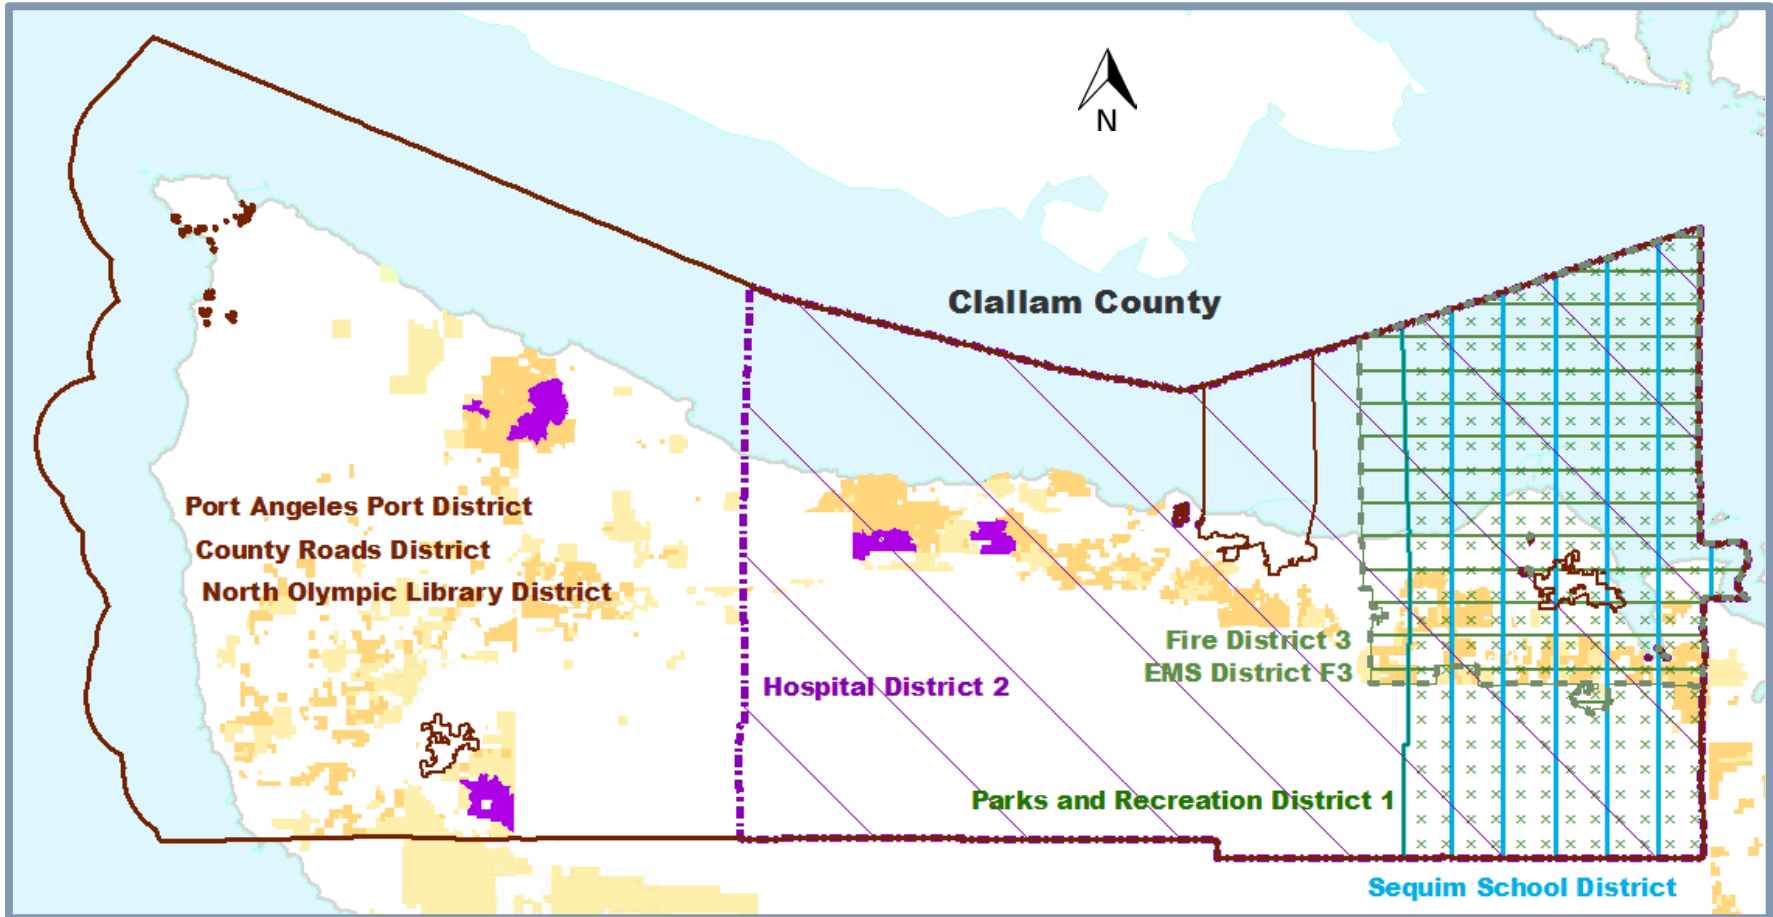 N
Clallam County
Port Angeles Port District
County Roads District
North Olympic Library District
Fire District 3
EMS District F3
Hospital District 2
Parks and Recreation District 1
Sequim School District